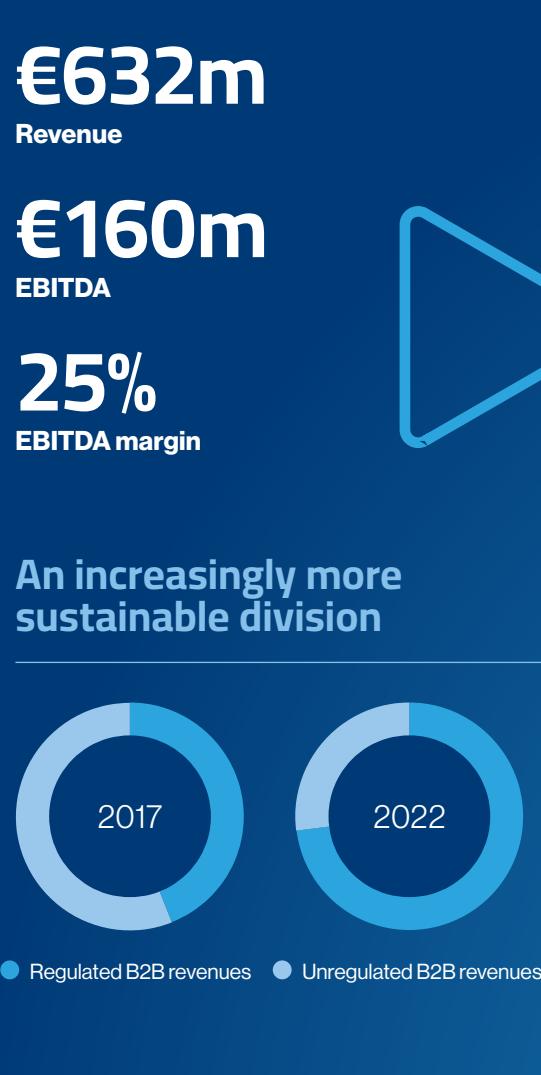 €632m
Revenue
€160m
EBITDA
25%
EBITDA margin
An increasingly more
sustainable division
2017
2022
Regulated B2B revenues
Unregulated B2B revenues